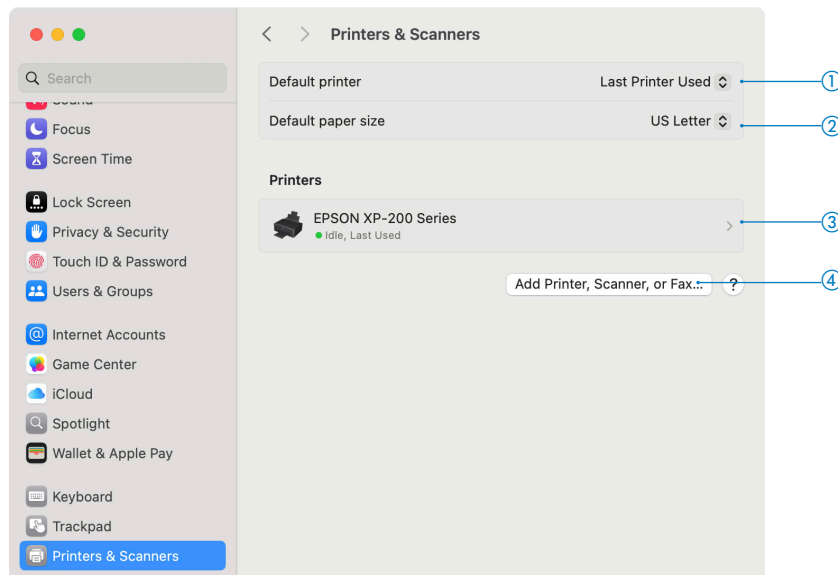 Printers & Scanners
Search
Sound
Focus
Screen Time
Lock Screen
Privacy & Security
Touch ID & Password
Users & Groups
Internet Accounts
Game Center
iCloud
Spotlight
Wallet & Apple Pay
Keyboard
Trackpad
Printers & Scanners
Default printer Last Printer Used ①
Default paper size US Letter ②
Printers
EPSON XP-200 Series
Idle, Last Used ③
Add Printer, Scanner, or Fax... ? ④